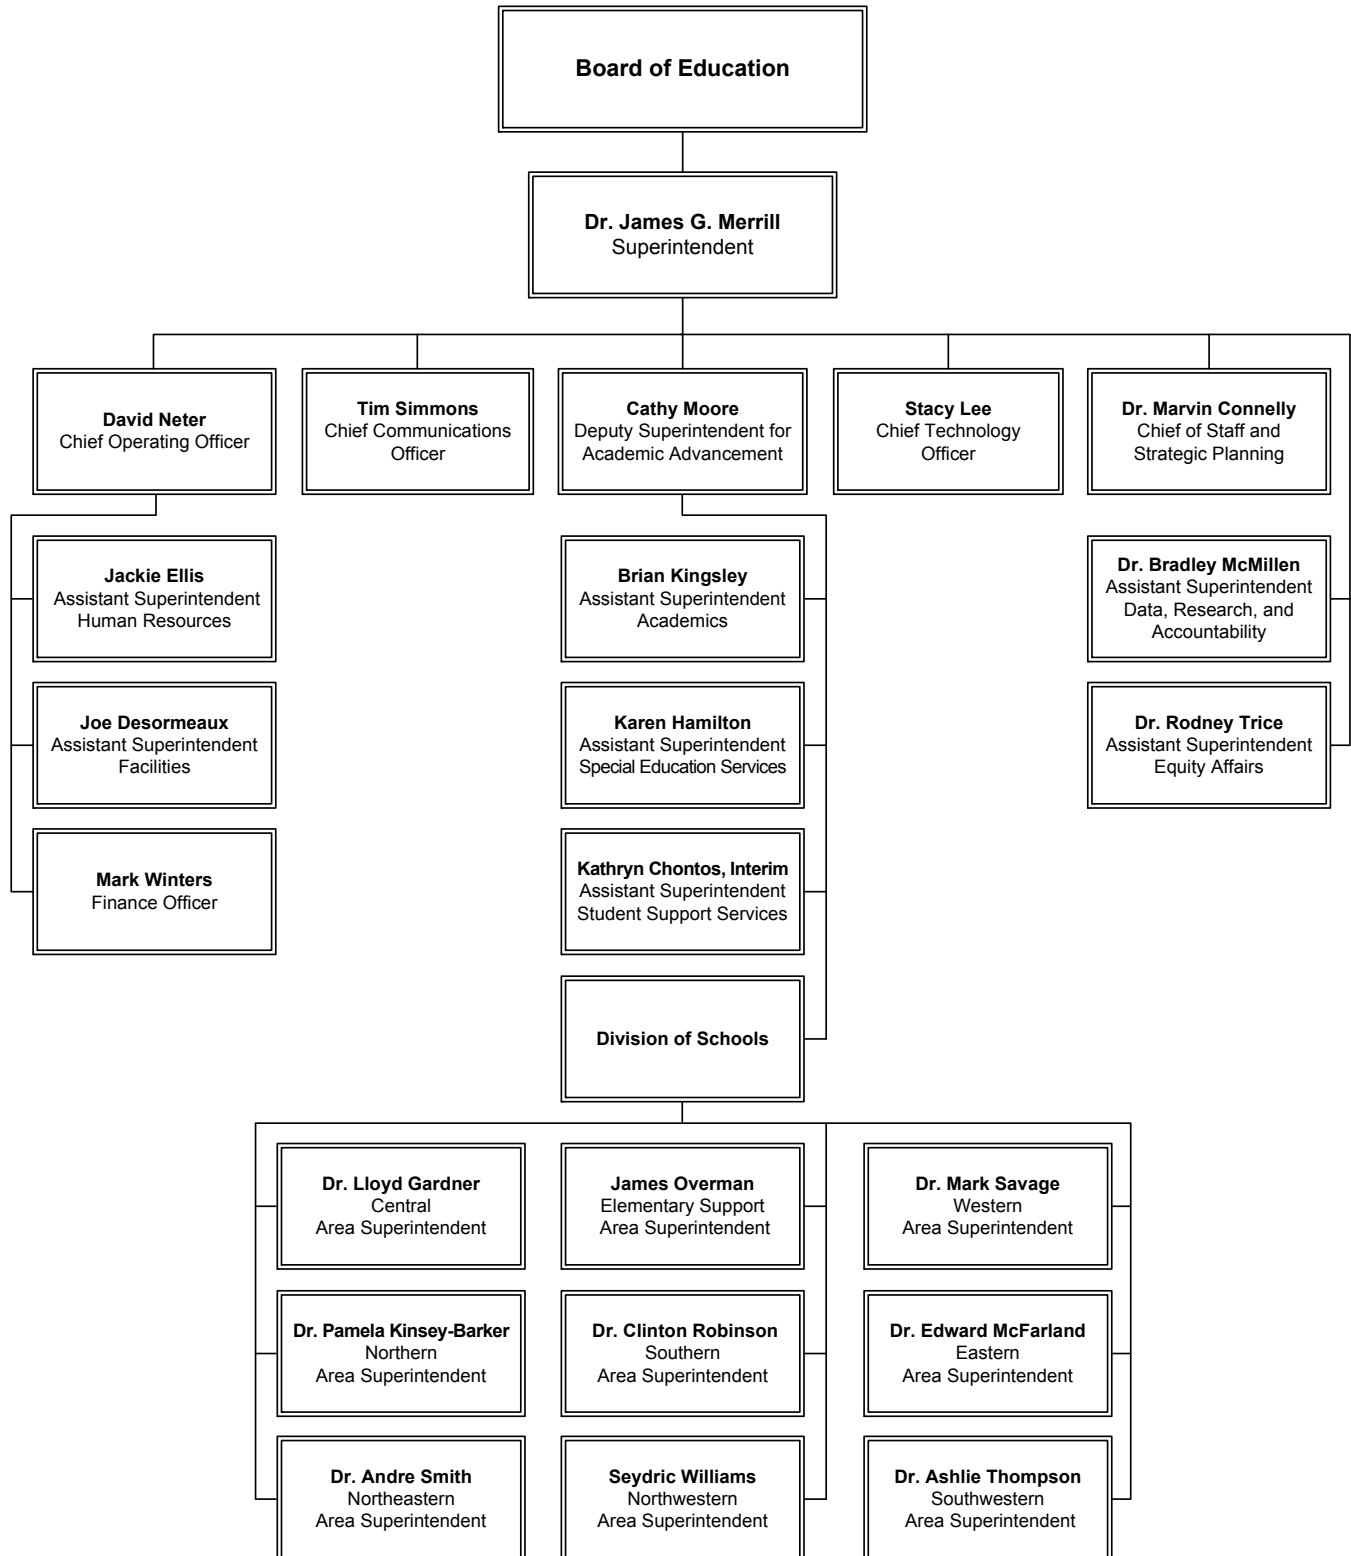 Board of Education
Dr. James G. Merrill
Superintendent
David Neter
Chief Operating Officer
Tim Simmons
Chief Communications
Officer
Cathy Moore
Deputy Superintendent for
Academic Advancement
Stacy Lee
Chief Technology
Officer
Dr. Marvin Connelly
Chief of Staff and
Strategic Planning
Jackie Ellis
Assistant Superintendent
Human Resources
Brian Kingsley
Assistant Superintendent
Academics
Dr. Bradley McMillen
Assistant Superintendent
Data, Research, and
Accountability
Joe Desormeaux
Assistant Superintendent
Facilities
Karen Hamilton
Assistant Superintendent
Special Education Services
Dr. Rodney Trice
Assistant Superintendent
Equity Affairs
Mark Winters
Finance Officer
Kathryn Chontos, Interim
Assistant Superintendent
Student Support Services
Division of Schools
Dr. Lloyd Gardner
Central
Area Superintendent
James Overman
Elementary Support
Area Superintendent
Dr. Mark Savage
Western
Area Superintendent
Dr. Pamela Kinsey-Barker
Northern
Area Superintendent
Dr. Clinton Robinson
Southern
Area Superintendent
Dr. Edward McFarland
Eastern
Area Superintendent
Dr. Andre Smith
Northeastern
Area Superintendent
Seydric Williams
Northwestern
Area Superintendent
Dr. Ashlie Thompson
Southwestern
Area Superintendent